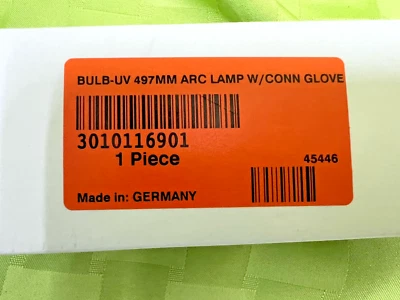 BULB-UV 497MM ARC LAMP W/CONN GLOVE
3010116901
1 Piece
45446
Made in: GERMANY